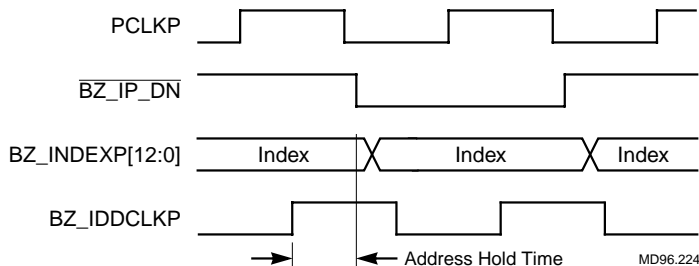 PCLKP
BZ_IP_DN
BZ_INDEXP[12:0] Index Index Index
BZ_IDDCLKP
Address Hold Time
MD96.224